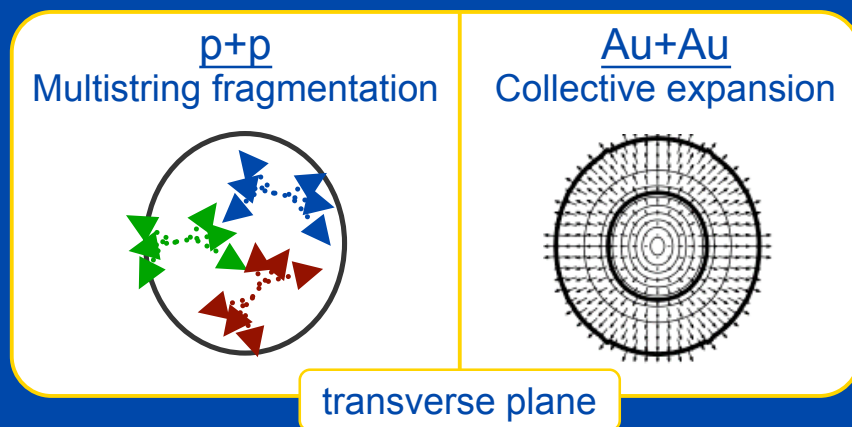 p+p
Multistring fragmentation
Au+Au
Collective expansion
transverse plane